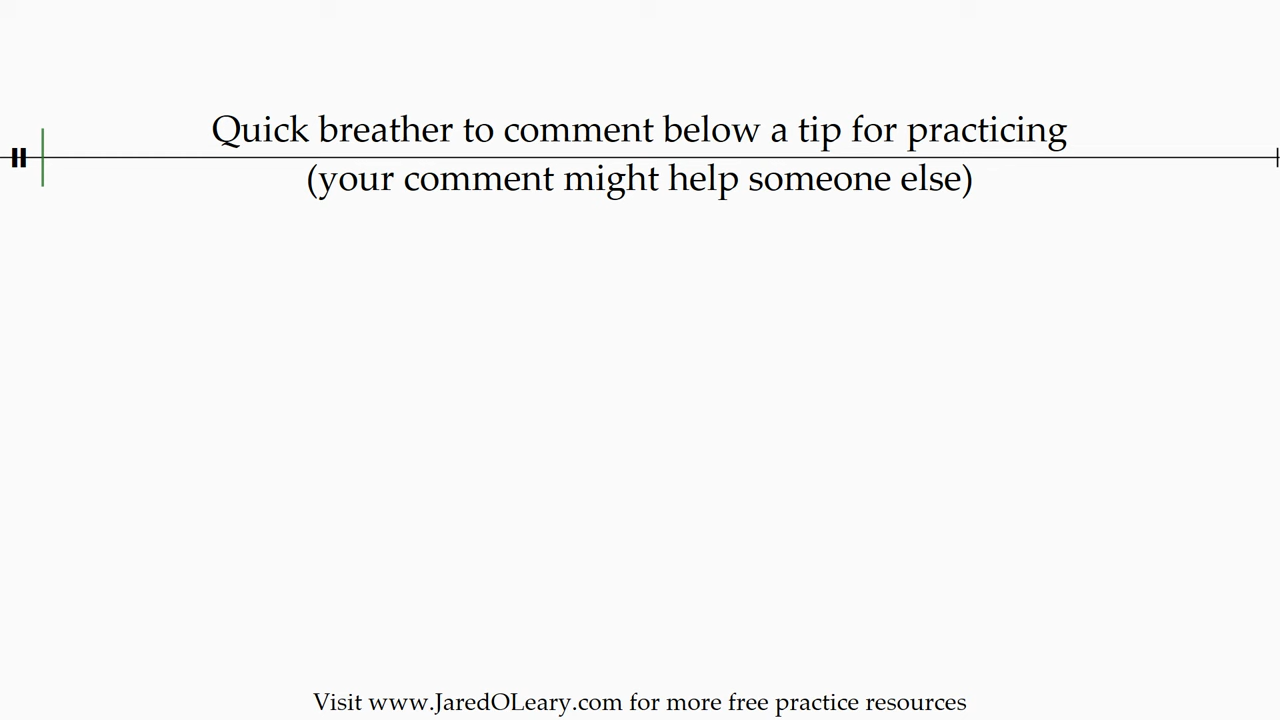 Quick breather to comment below a tip for practicing
(your comment might help someone else)
Visit www.JaredOLeary.com for more free practice resources